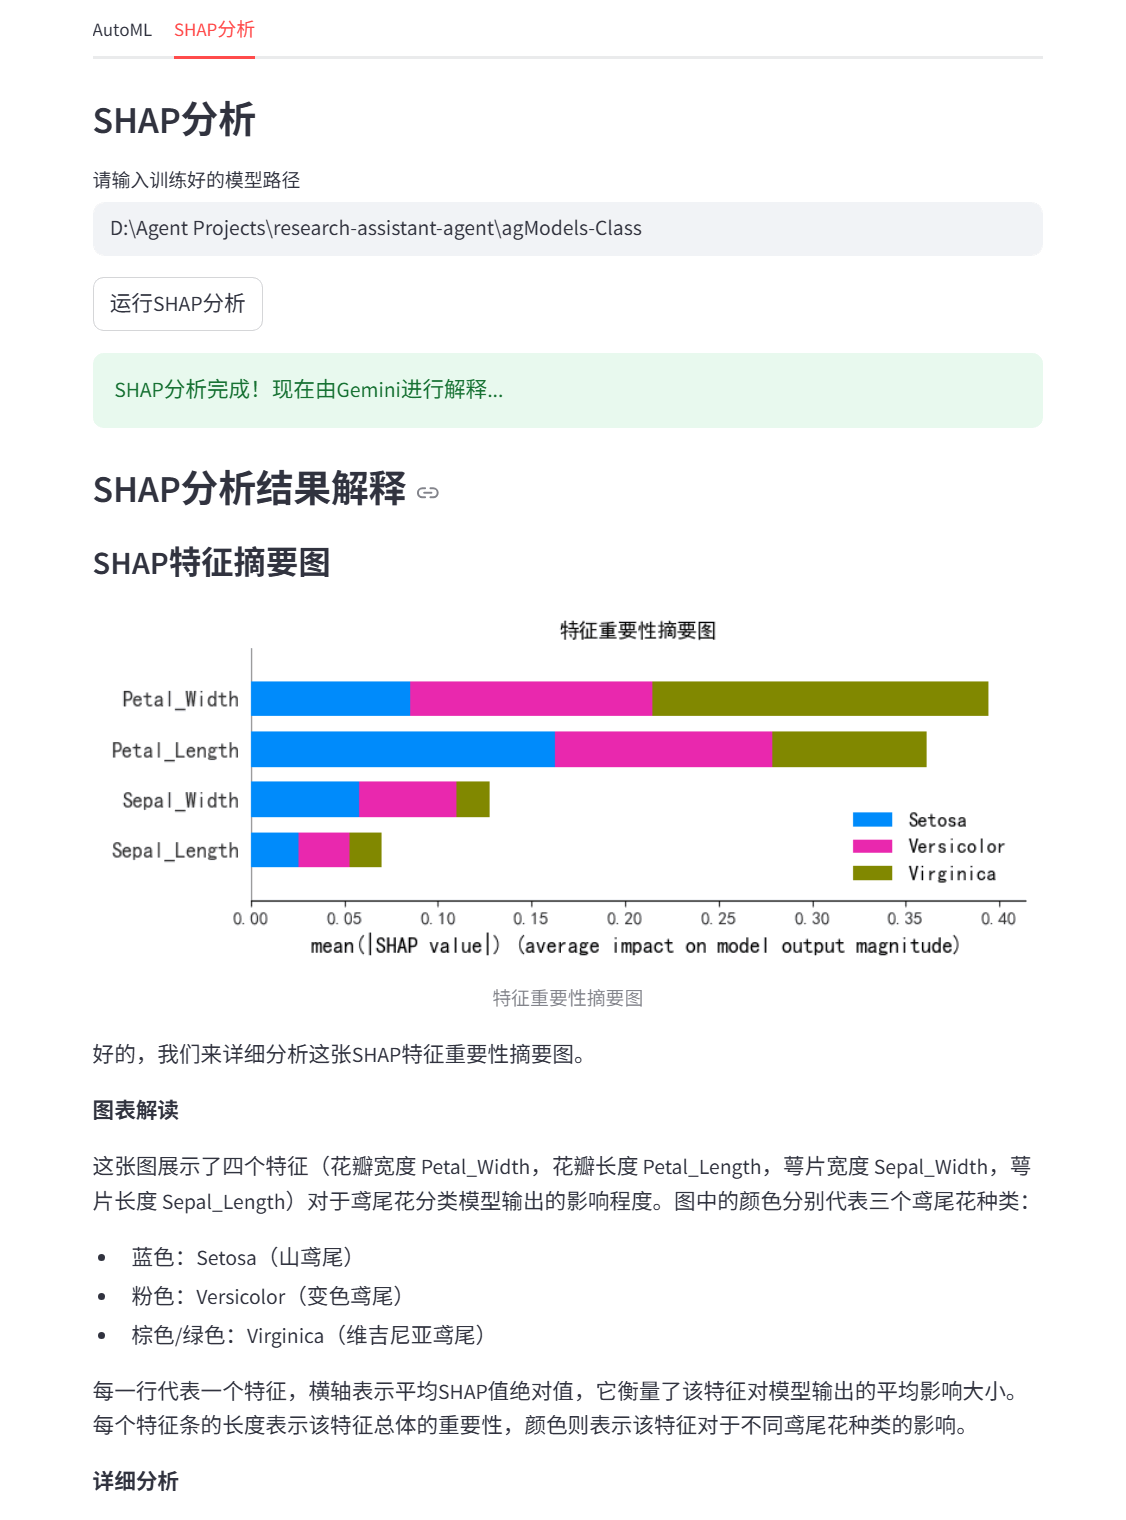 AutoML SHAP分析
SHAP分析
请输入训练好的模型路径
D:\Agent Projects\research-assistant-agent\agModels-Class
运行SHAP分析
SHAP分析完成！现在由Gemini进行解释...
SHAP分析结果解释
SHAP特征摘要图
特征重要性摘要图
Petal_Width
Petal_Length
Sepal_Width
Sepal_Length
Setosa
Versicolor
Virginica
0.00 0.05 0.10 0.15 0.20 0.25 0.30 0.35 0.40
mean(|SHAP value|) (average impact on model output magnitude)
特征重要性摘要图
好的，我们来详细分析这张SHAP特征重要性摘要图。
图表解读
这张图展示了四个特征（花瓣宽度 Petal_Width，花瓣长度 Petal_Length，萼片宽度 Sepal_Width，萼
片长度 Sepal_Length）对于鸢尾花分类模型输出的影响程度。图中的颜色分别代表三个鸢尾花种类：
• 蓝色：Setosa（山鸢尾）
• 粉色：Versicolor（变色鸢尾）
• 棕色/绿色：Virginica（维吉尼亚鸢尾）
每一行代表一个特征，横轴表示平均SHAP值绝对值，它衡量了该特征对模型输出的平均影响大小。
每个特征条的长度表示该特征总体的重要性，颜色则表示该特征对于不同鸢尾花种类的影响。
详细分析